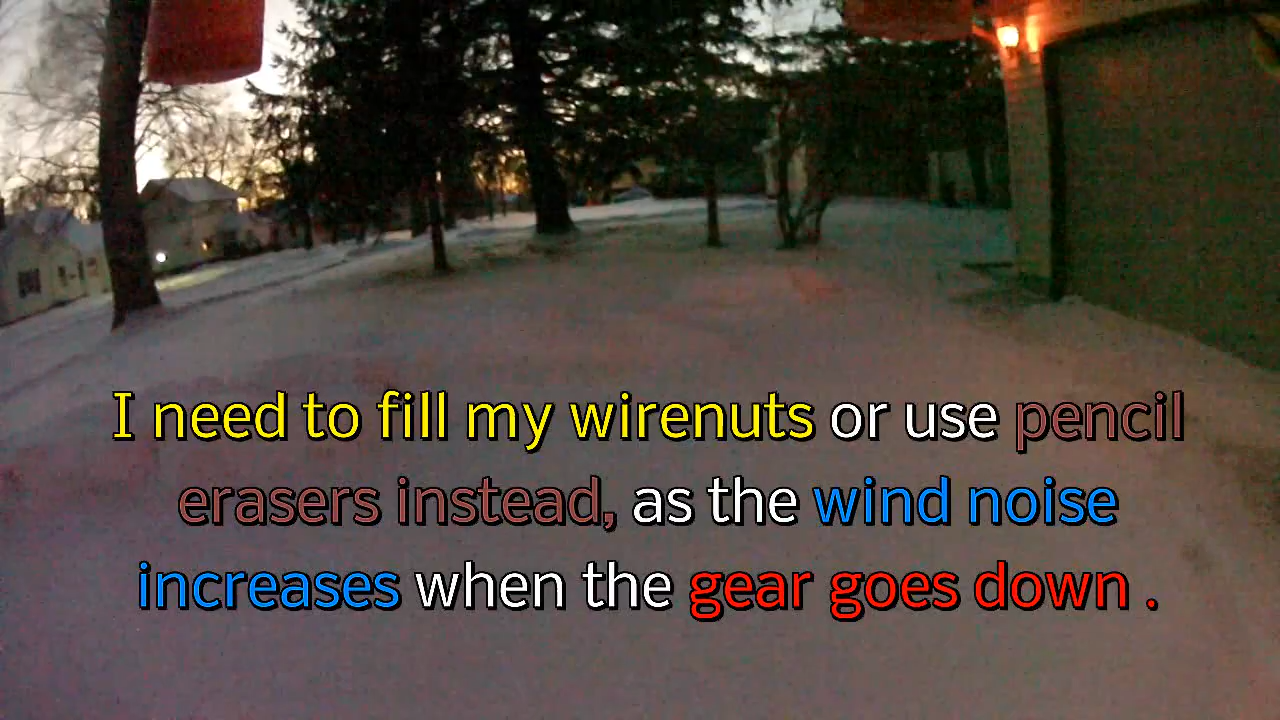 I need to fill my wirenuts or use pencil
erasers instead, as the wind noise
increases when the gear goes down .